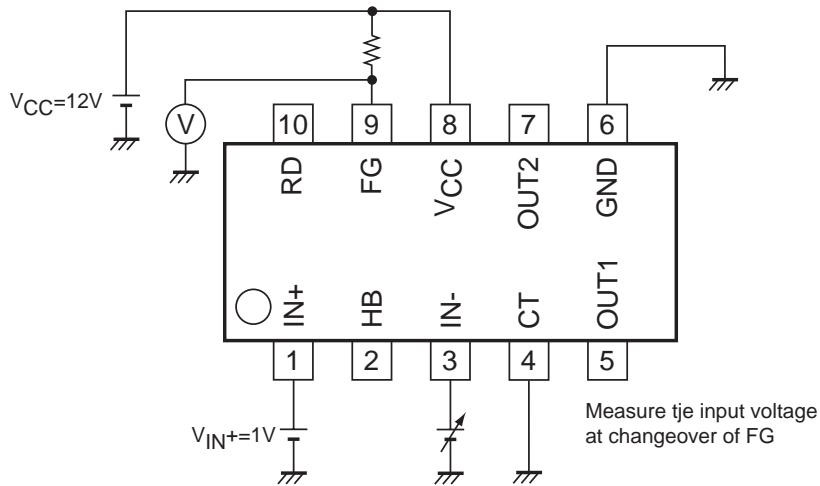 VCC=12V
V
10
9
8
7
6
RD
FG
VCC
OUT2
GND
IN+
HB
IN-
CT
OUT1
1
2
3
4
5
VIN+=1V
Measure tje input voltage
at changeover of FG